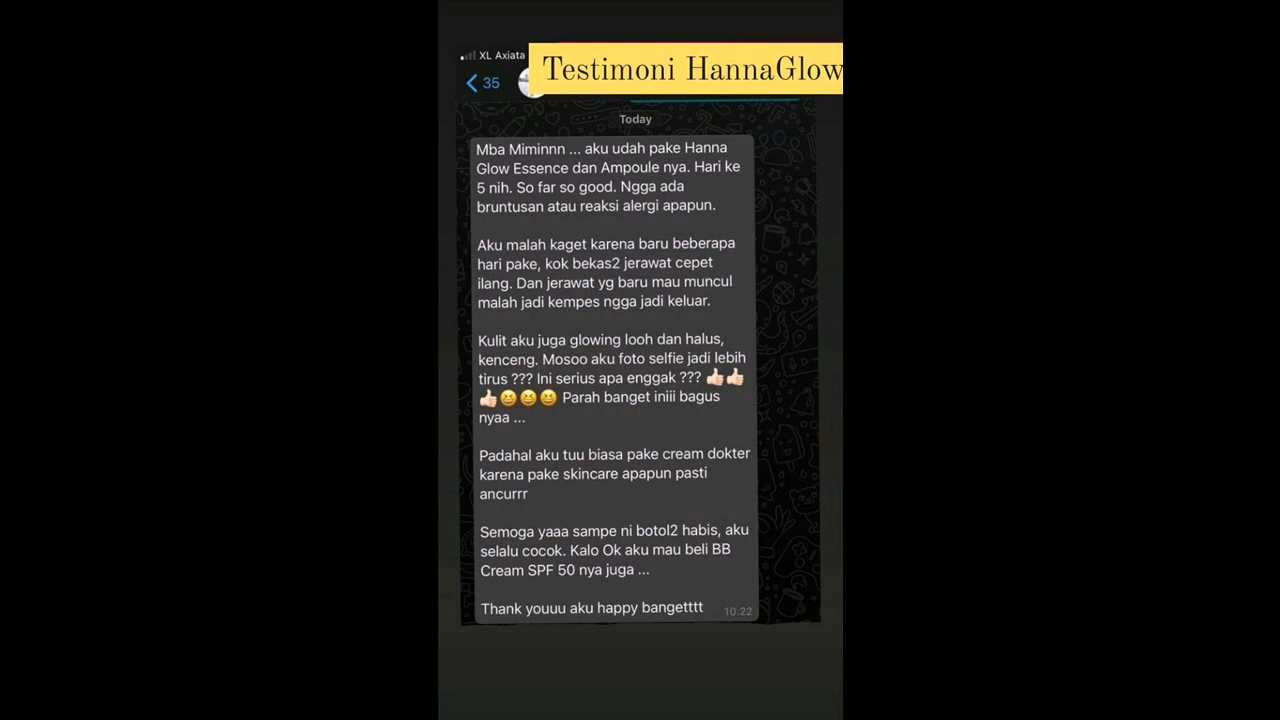 XL Axiata
Testimoni HannaGlow
35
Today
Mba Miminnn ... aku udah pake Hanna
Glow Essence dan Ampoule nya. Hari ke
5 nih. So far so good. Ngga ada
bruntusan atau reaksi alergi apapun.
Aku malah kaget karena baru beberapa
hari pake, kok bekas2 jerawat cepet
ilang. Dan jerawat yg baru mau muncul
malah jadi kempes ngga jadi keluar.
Kulit aku juga glowing looh dan halus,
kenceng. Mosoo aku foto selfie jadi lebih
tirus ??? Ini serius apa enggak ??? 👍🏻👍🏻
👍🏻😆😆😆 Parah banget iniii bagus
nyaa ...
Padahal aku tuu biasa pake cream dokter
karena pake skincare apapun pasti
ancurrr
Semoga yaaa sampe ni botol2 habis, aku
selalu cocok. Kalo Ok aku mau beli BB
Cream SPF 50 nya juga ...
Thank youuu aku happy bangetttt
10.22